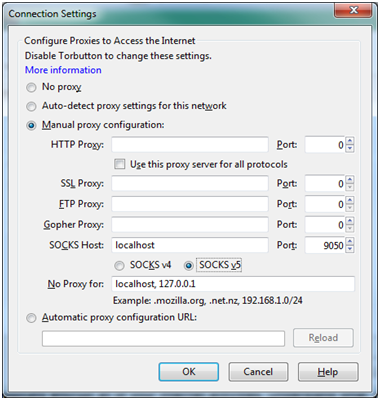 Connection Settings
Configure Proxies to Access the Internet
Disable Torbutton to change these settings.
More information
No proxy
Auto-detect proxy settings for this network
Manual proxy configuration:
HTTP Proxy: Port: 0
Use this proxy server for all protocols
SSL Proxy: Port: 0
FTP Proxy: Port: 0
Gopher Proxy: Port: 0
SOCKS Host: localhost Port: 9050
SOCKS v4 SOCKS v5
No Proxy for: localhost, 127.0.0.1
Example: .mozilla.org, .net.nz, 192.168.1.0/24
Automatic proxy configuration URL:
Reload
OK Cancel Help